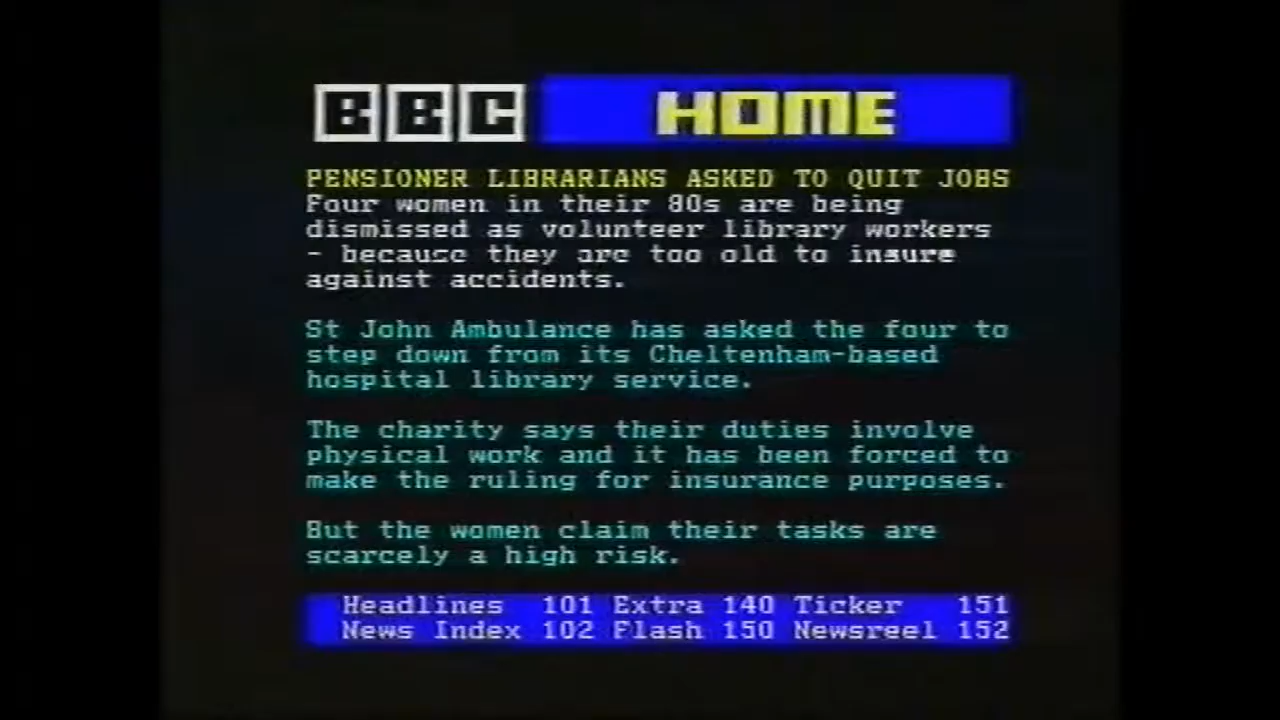 BBC HOME
PENSIONER LIBRARIANS ASKED TO QUIT JOBS
Four women in their 80s are being
dismissed as volunteer library workers
- because they are too old to insure
against accidents.
St John Ambulance has asked the four to
step down from its Cheltenham-based
hospital library service.
The charity says their duties involve
physical work and it has been forced to
make the ruling for insurance purposes.
But the women claim their tasks are
scarcely a high risk.
Headlines 101 Extra 140 Ticker 151
News Index 102 Flash 150 Newsreel 152